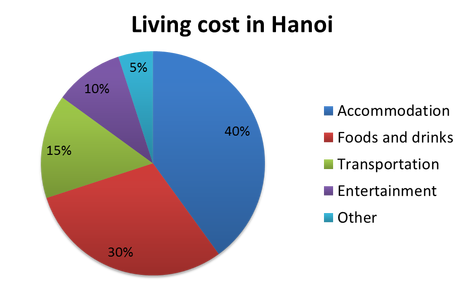 Living cost in Hanoi
5%
10%
40%
15%
30%
Accommodation
Foods and drinks
Transportation
Entertainment
Other